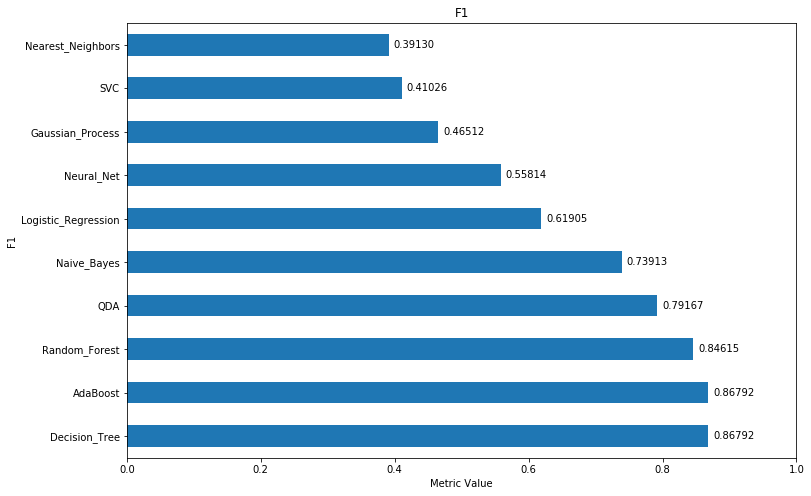 F1
Nearest_Neighbors 0.39130
SVC 0.41026
Gaussian_Process 0.46512
Neural_Net 0.55814
Logistic_Regression 0.61905
F1
Naive_Bayes 0.73913
QDA 0.79167
Random_Forest 0.84615
AdaBoost 0.86792
Decision_Tree 0.86792
0.0 0.2 0.4 0.6 0.8 1.0
Metric Value